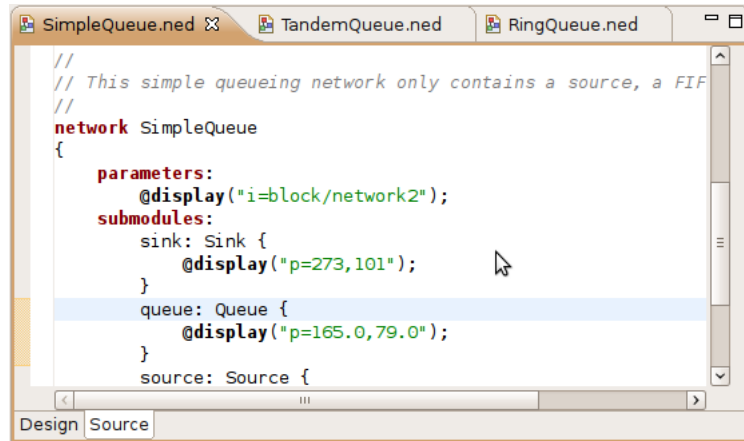 SimpleQueue.ned TandemQueue.ned RingQueue.ned
//
// This simple queueing network only contains a source, a FIF
//
network SimpleQueue
{
    parameters:
        @display("i=block/network2");
    submodules:
        sink: Sink {
            @display("p=273,101");
        }
        queue: Queue {
            @display("p=165.0,79.0");
        }
        source: Source {
Design Source